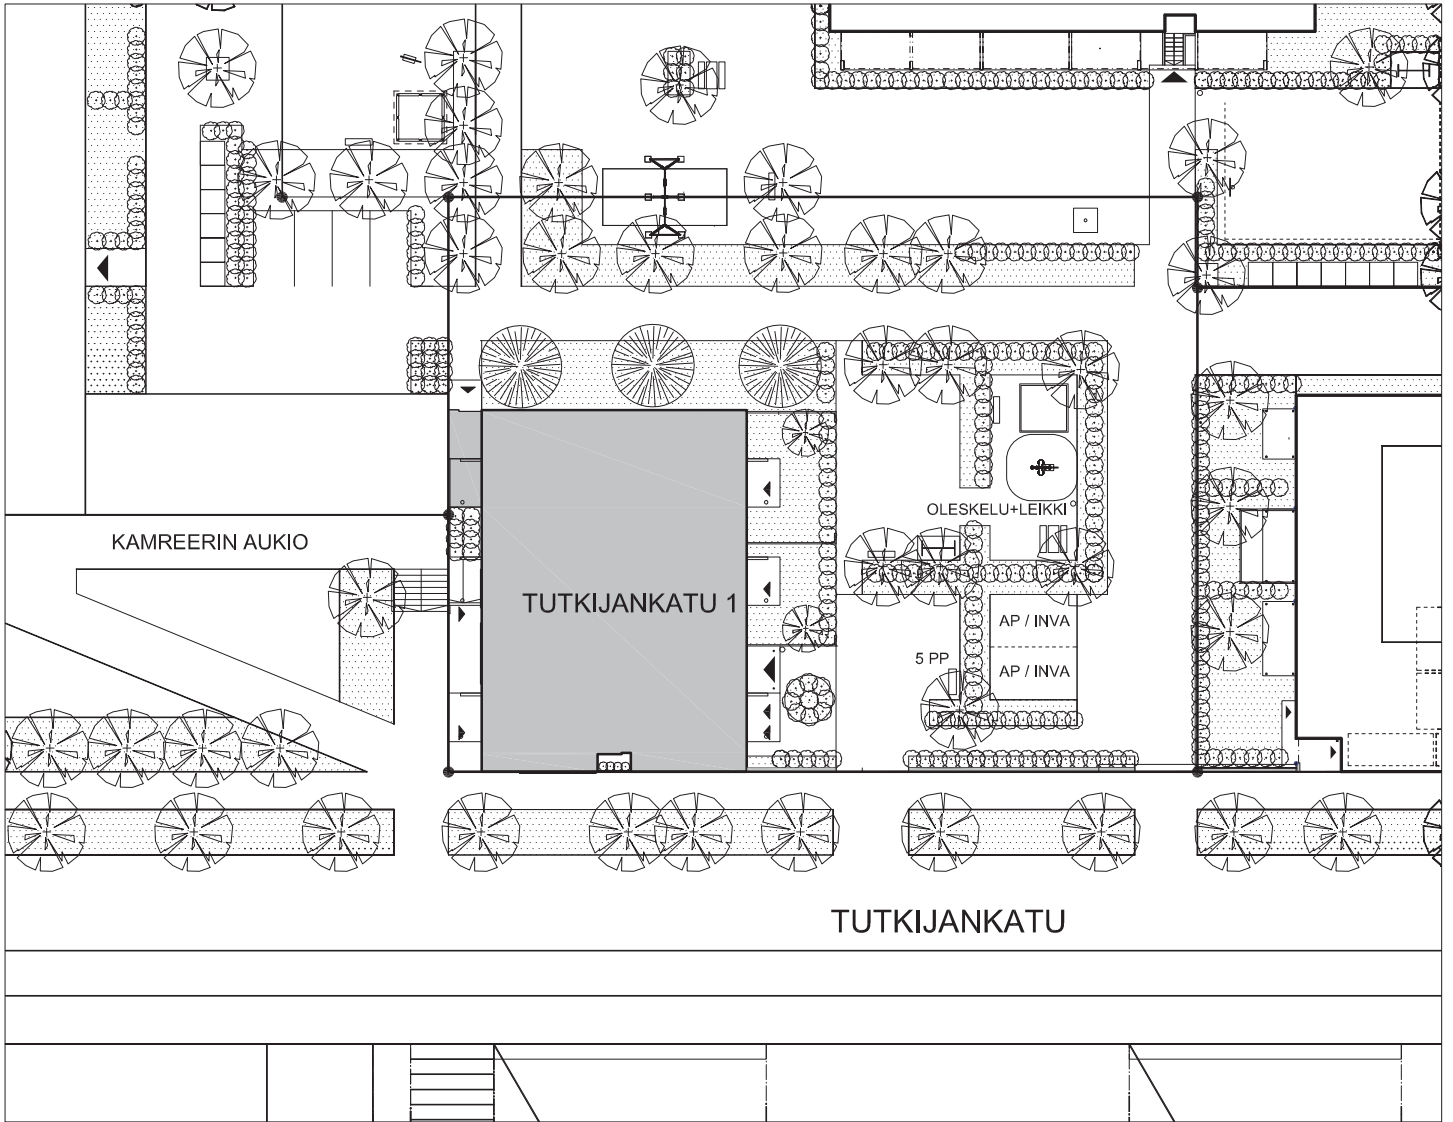 OLESKELU+LEIKKI
KAMREERIN AUKIO
TUTKIJANKATU 1
AP / INVA
5 PP
AP / INVA
TUTKIJANKATU